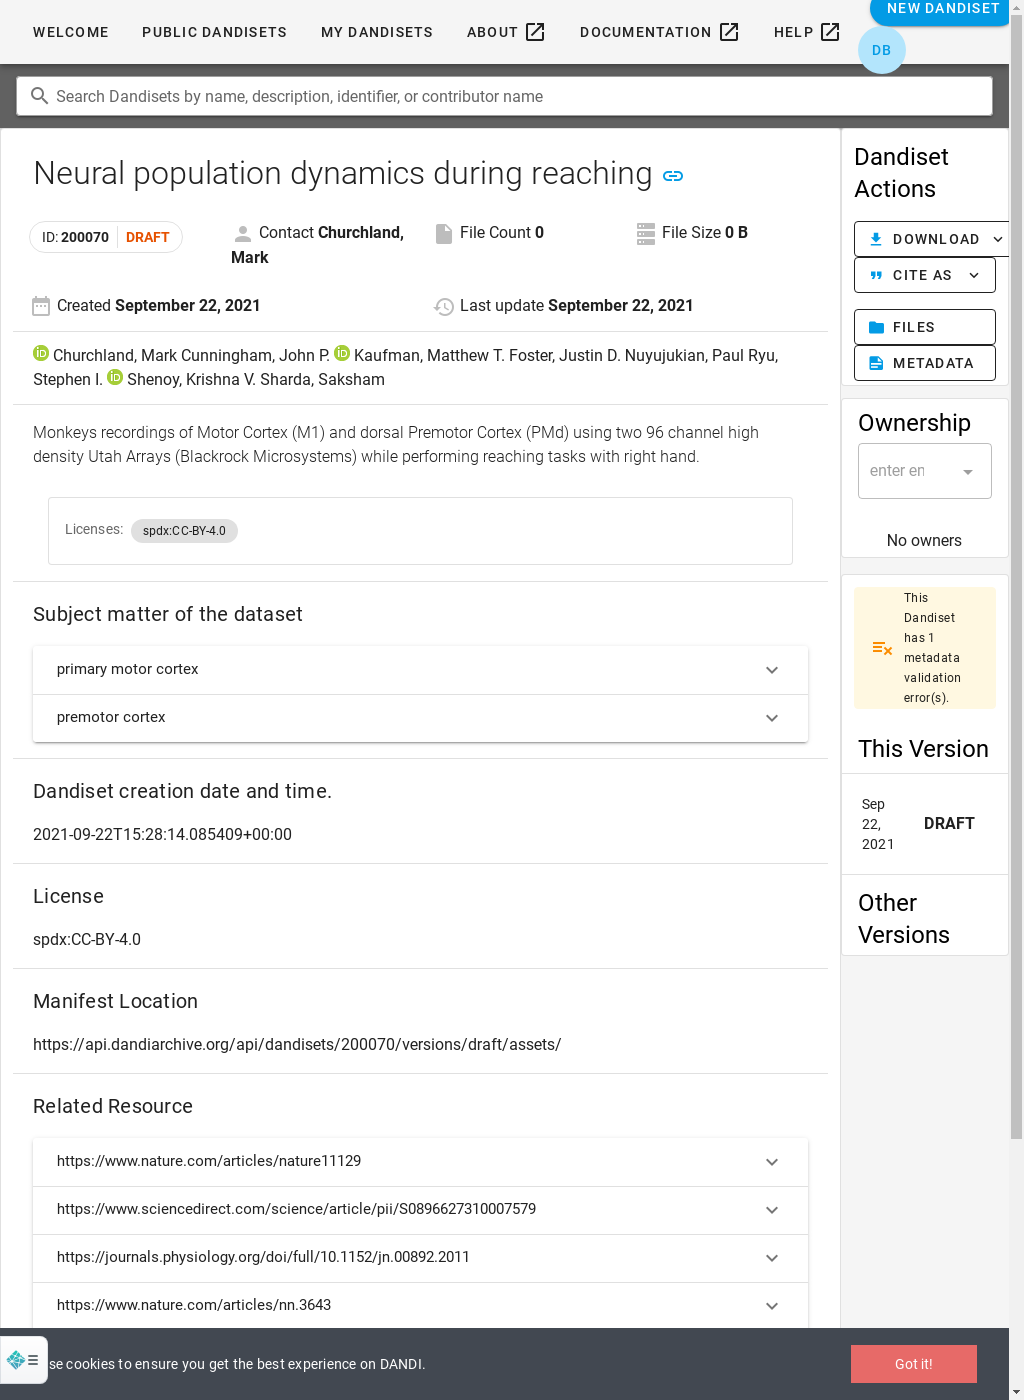 WELCOME
PUBLIC DANDISETS
MY DANDISETS
ABOUT
DOCUMENTATION
HELP
NEW DANDISET
DB
Search Dandisets by name, description, identifier, or contributor name
Neural population dynamics during reaching
ID: 200070 DRAFT
Contact Churchland,
Mark
File Count 0
File Size 0 B
Created September 22, 2021
Last update September 22, 2021
iD Churchland, Mark Cunningham, John P. iD Kaufman, Matthew T. Foster, Justin D. Nuyujukian, Paul Ryu,
Stephen I. iD Shenoy, Krishna V. Sharda, Saksham
Monkeys recordings of Motor Cortex (M1) and dorsal Premotor Cortex (PMd) using two 96 channel high
density Utah Arrays (Blackrock Microsystems) while performing reaching tasks with right hand.
Licenses: spdx:CC-BY-4.0
Subject matter of the dataset
primary motor cortex
premotor cortex
Dandiset creation date and time.
2021-09-22T15:28:14.085409+00:00
License
spdx:CC-BY-4.0
Manifest Location
https://api.dandiarchive.org/api/dandisets/200070/versions/draft/assets/
Related Resource
https://www.nature.com/articles/nature11129
https://www.sciencedirect.com/science/article/pii/S0896627310007579
https://journals.physiology.org/doi/full/10.1152/jn.00892.2011
https://www.nature.com/articles/nn.3643
Dandiset
Actions
DOWNLOAD
CITE AS
FILES
METADATA
Ownership
enter en
No owners
This
Dandiset
has 1
metadata
validation
error(s).
This Version
Sep
22,
2021
DRAFT
Other
Versions
se cookies to ensure you get the best experience on DANDI.
Got it!